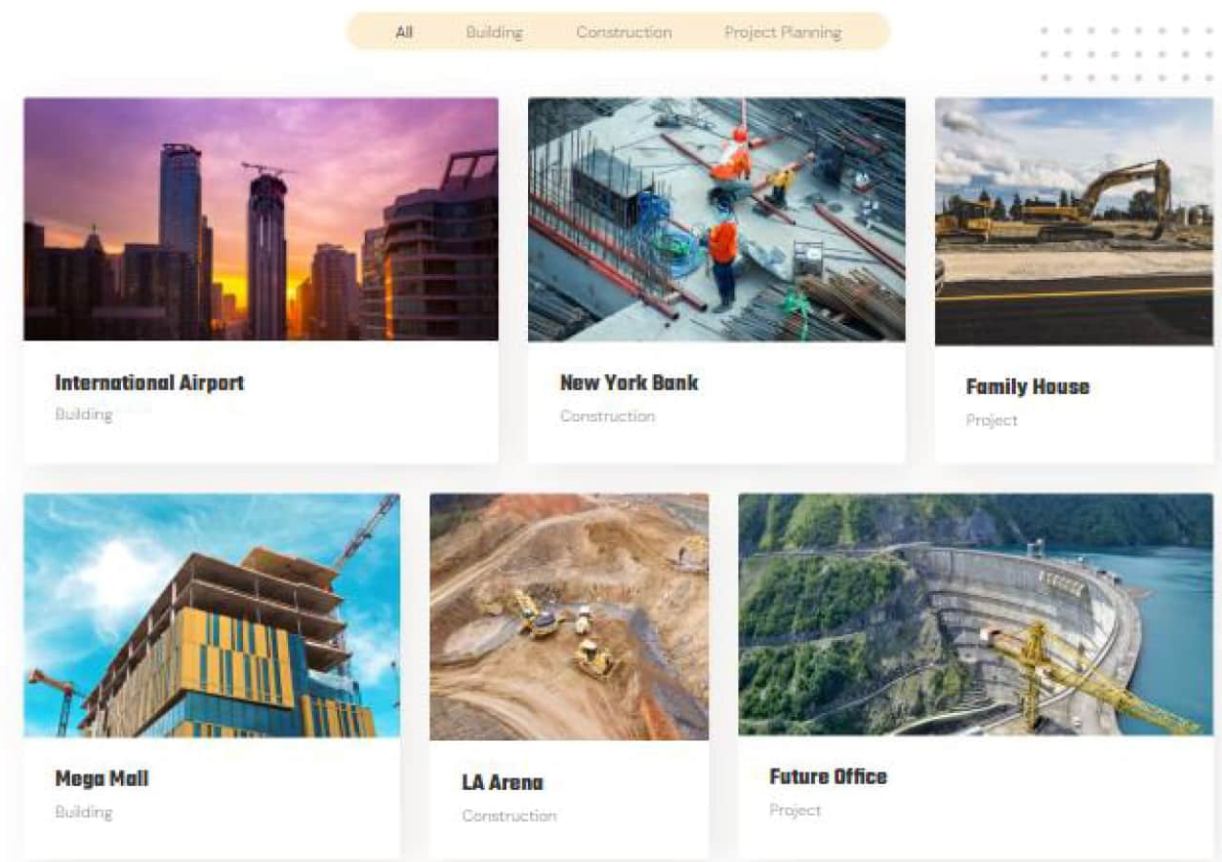 All Building Construction Project Planning
International Airport
Building
New York Bank
Construction
Family House
Project
Mega Mall
Building
LA Arena
Construction
Future Office
Project